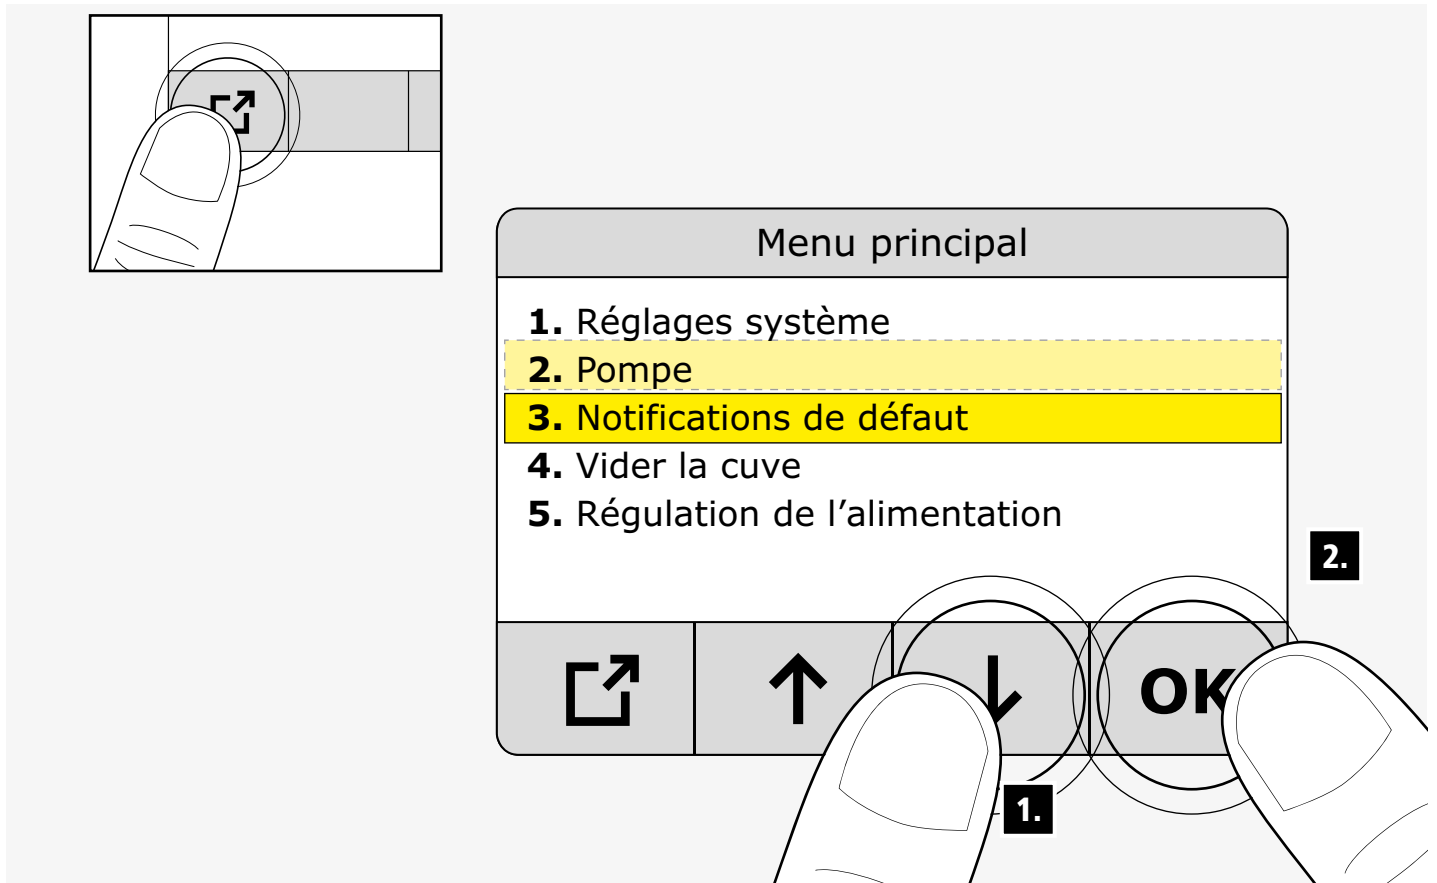 Menu principal
1. Réglages système
2. Pompe
3. Notifications de défaut
4. Vider la cuve
5. Régulation de l’alimentation
2.
OK
1.